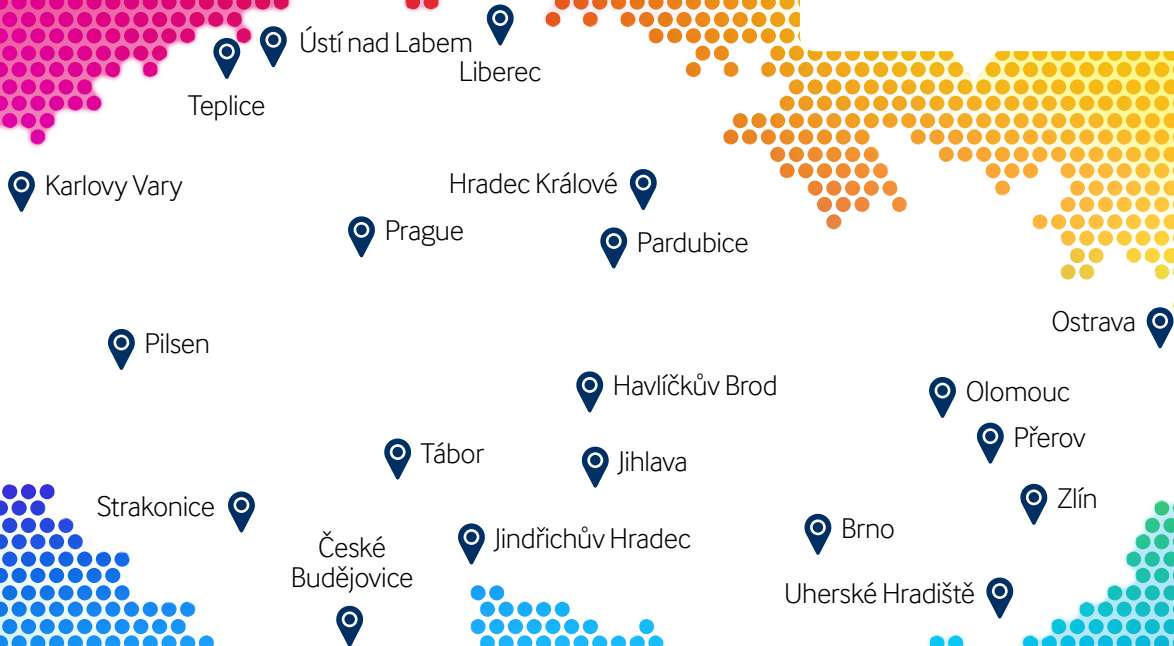 Ústí nad Labem
Liberec
Teplice
Karlovy Vary
Hradec Králové
Prague
Pardubice
Ostrava
Pilsen
Havlíčkův Brod
Olomouc
Přerov
Tábor
Jihlava
Zlín
Strakonice
Brno
Jindřichův Hradec
České
Budějovice
Uherské Hradiště